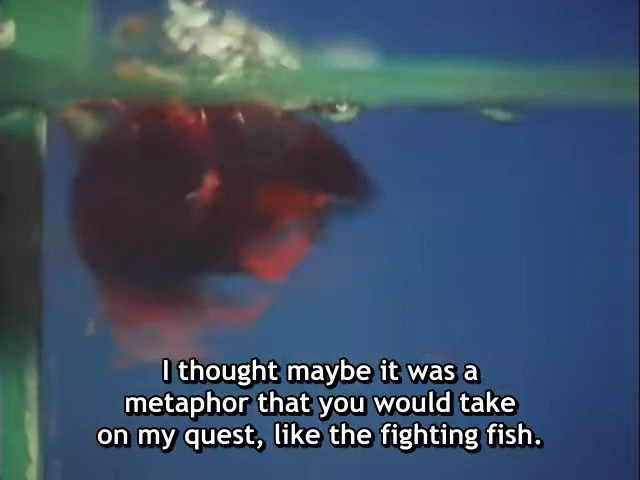 I thought maybe it was a
metaphor that you would take
on my quest, like the fighting fish.